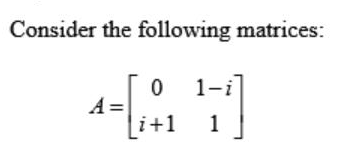 Consider the following matrices:
A = [ 0 1-i
i+1 1 ]